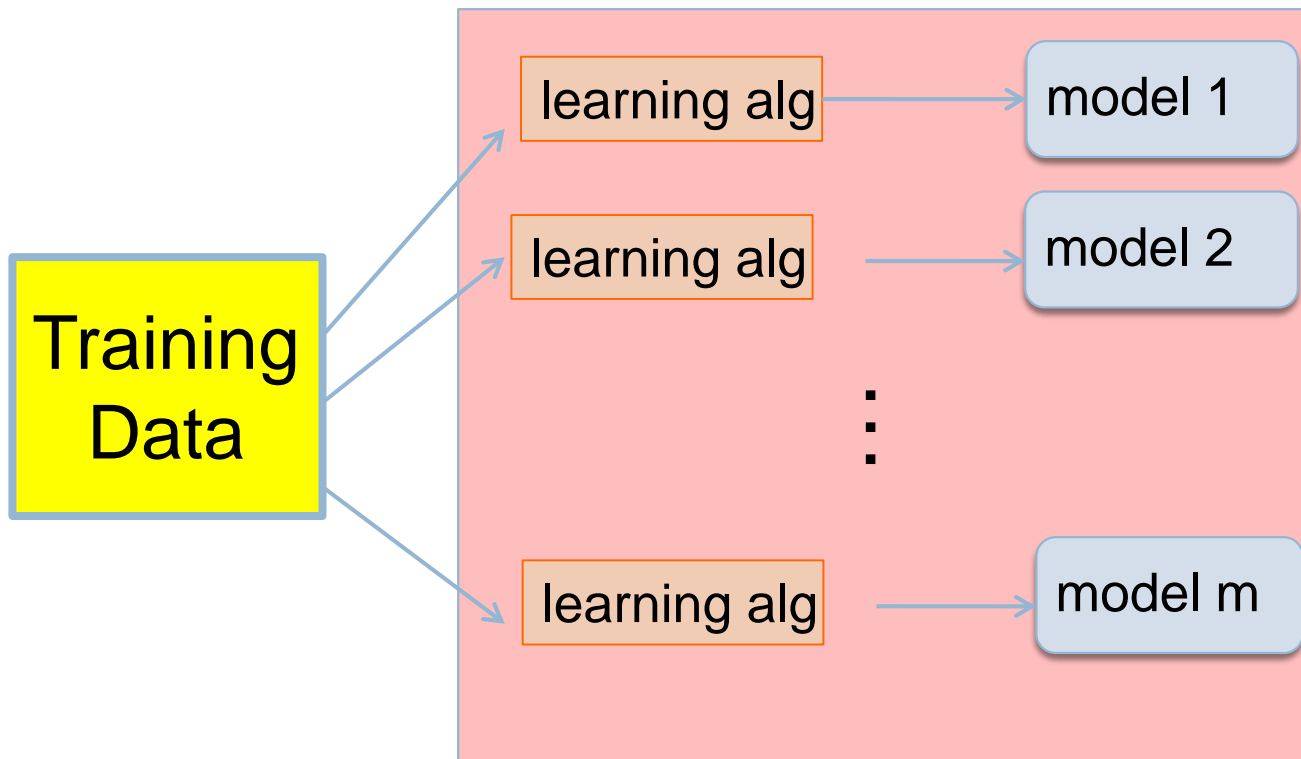 learning alg
model 1
learning alg
model 2
Training
Data
⋮
learning alg
model m